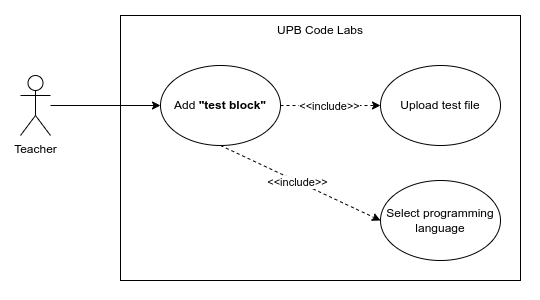 UPB Code Labs
Add "test block"
<<include>>
Upload test file
Teacher
<<include>>
Select programming
language